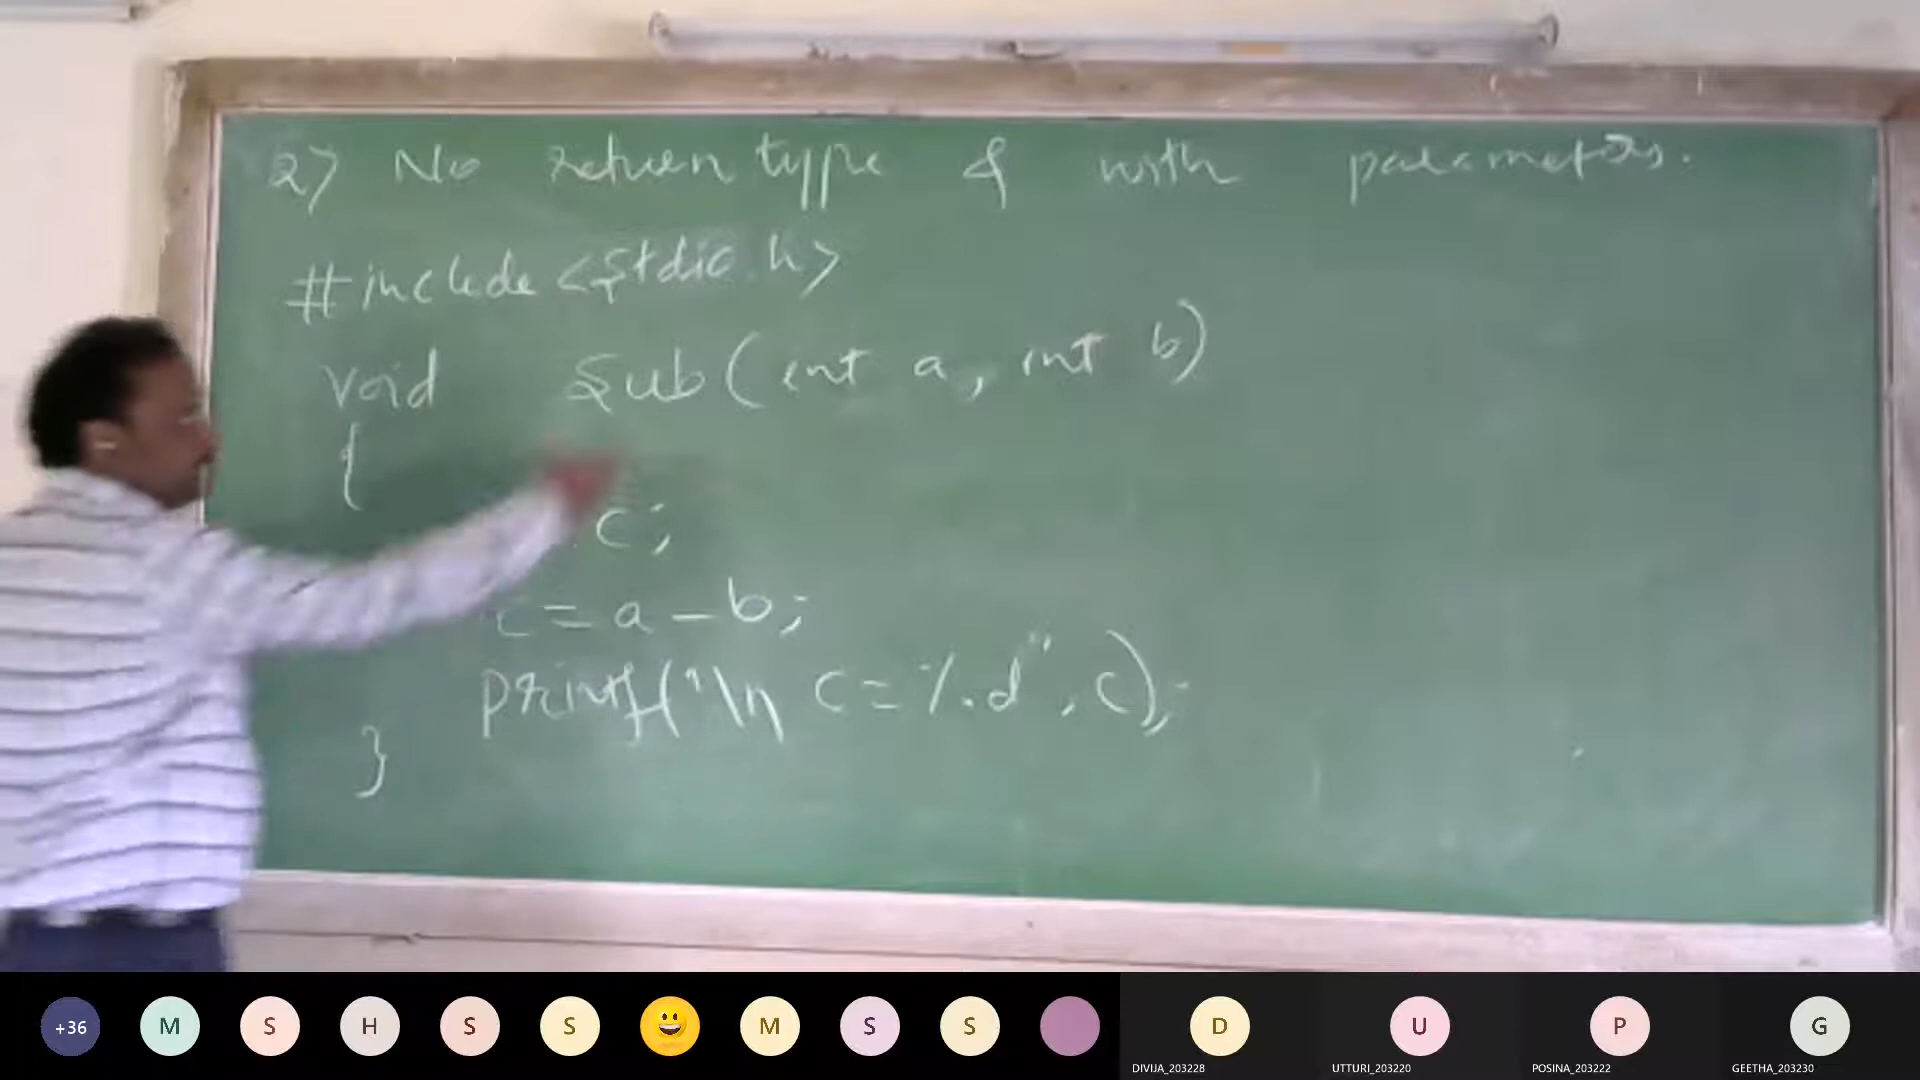 2) No return type & with parameters.
#include <stdio.h>
void sub(int a, int b)
{
c;
c = a - b;
printf("\n c = %d", c);
}
+36 M S H S S M S S D U P G
DIVIJA_203228 UTTURI_203220 POSINA_203222 GEETHA_203230